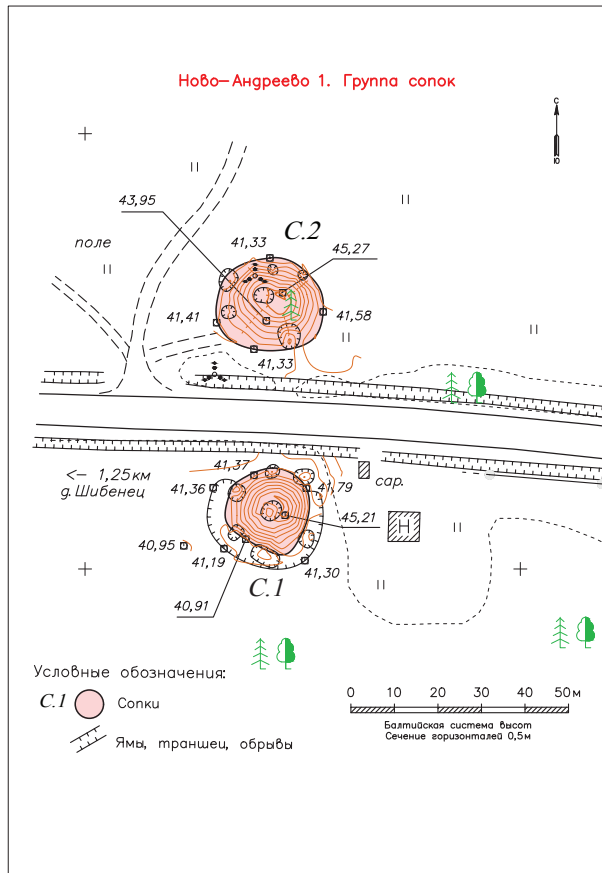 Ново-Андреево 1. Группа сопок
С
Ю
43,95
поле
41,33
С.2
45,27
41,41
41,58
41,33
<- 1,25 км
д. Шибенец
41,37
41,36
41,79
сар.
45,21
Н
40,95
41,19
41,30
С.1
40,91
Условные обозначения:
С.1 Сопки
Ямы, траншеи, обрывы
0 10 20 30 40 50 м
Балтийская система высот
Сечение горизонталей 0,5м